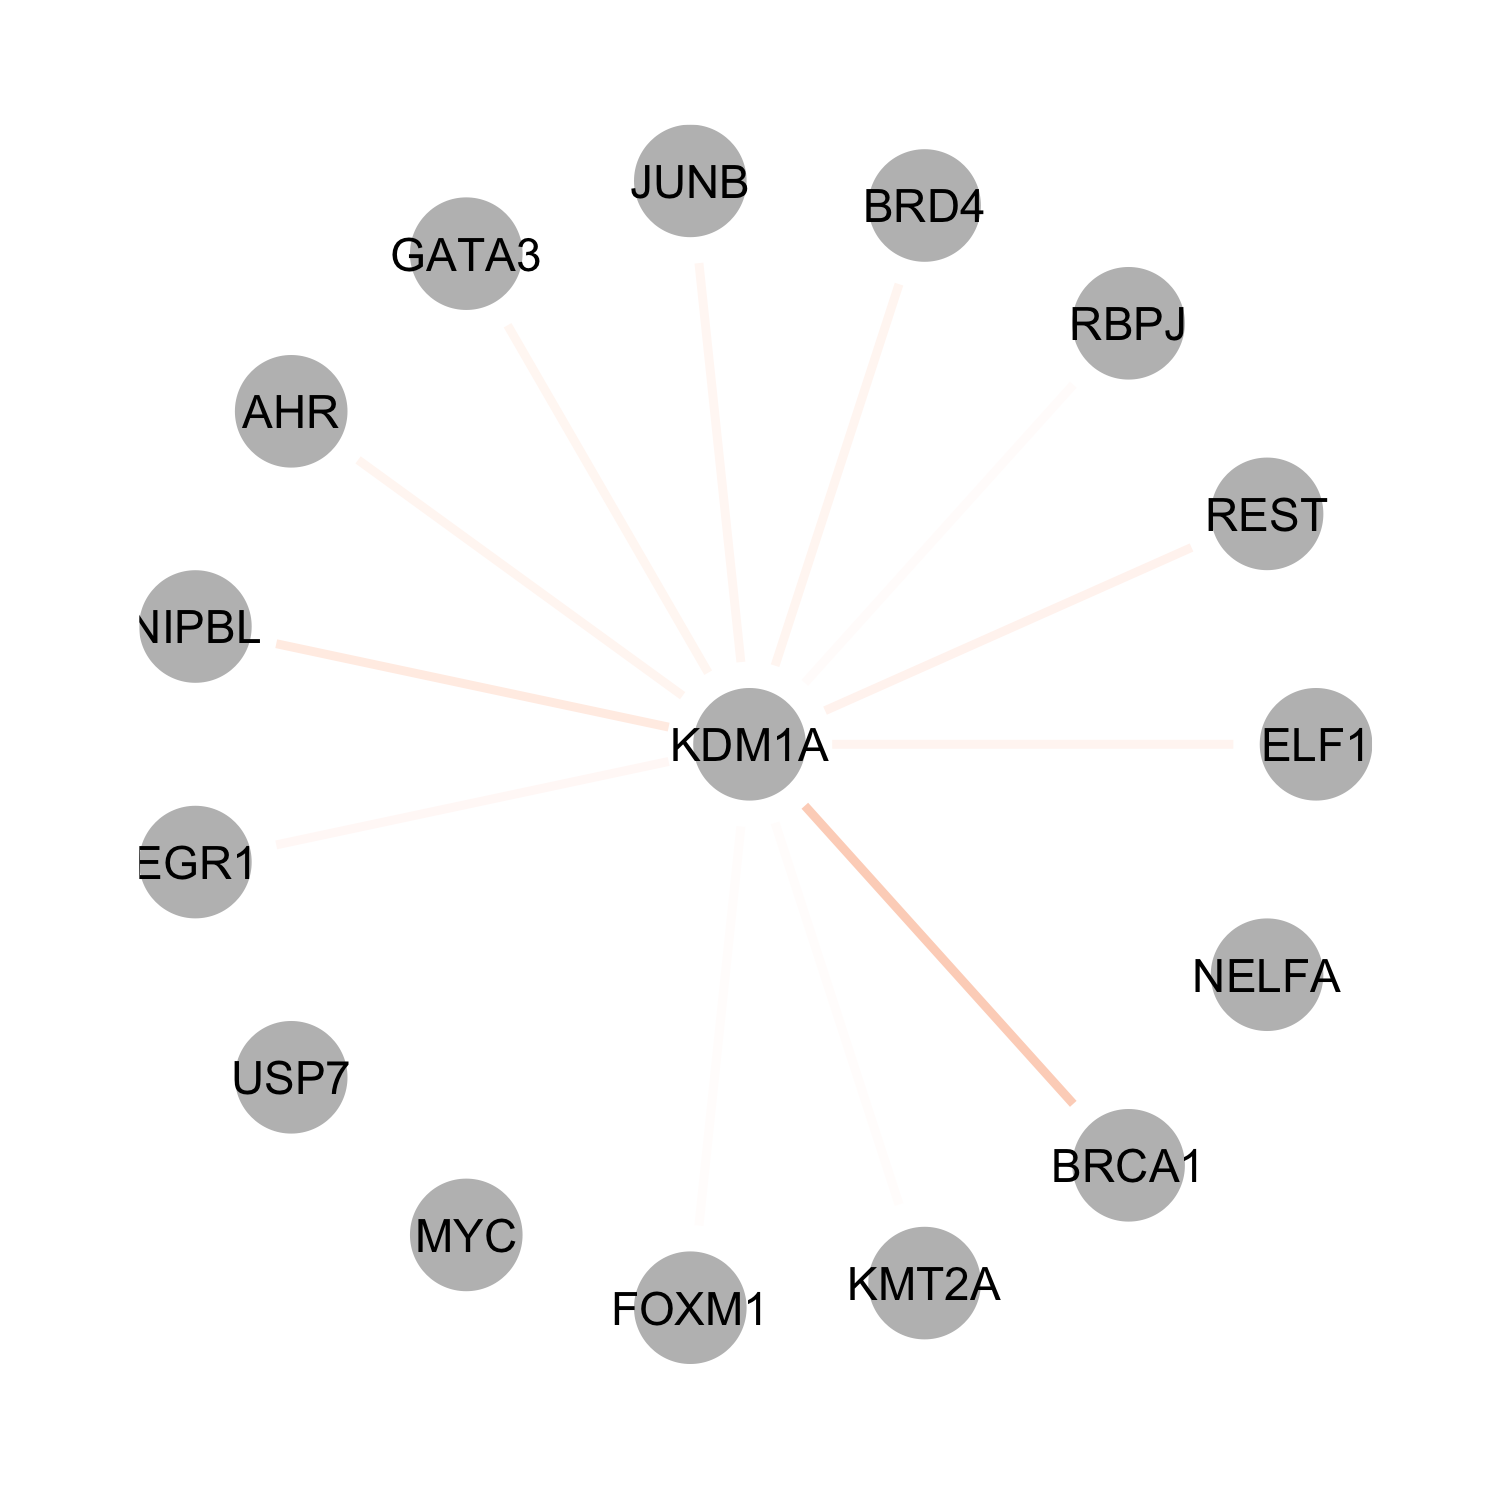 JUNB
BRD4
GATA3
RBPJ
AHR
REST
NIPBL
KDM1A
ELF1
EGR1
NELFA
USP7
BRCA1
MYC
KMT2A
FOXM1